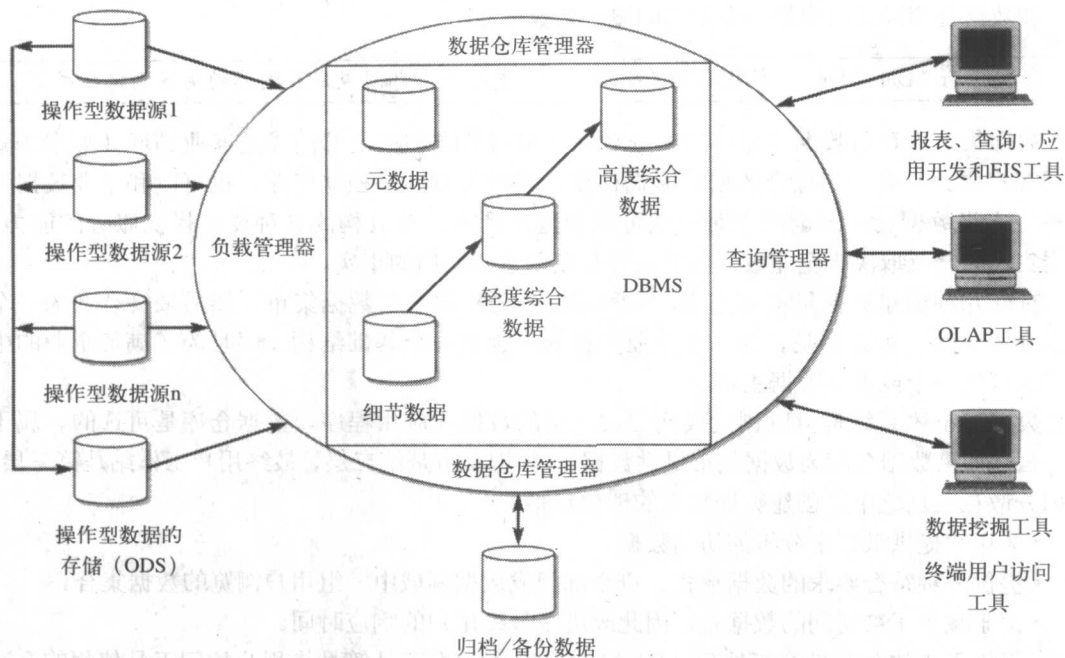 数据仓库管理器
操作型数据源1
元数据
高度综合
数据
报表、查询、应
用开发和EIS工具
操作型数据源2
负载管理器
轻度综合
数据
DBMS
查询管理器
OLAP工具
操作型数据源n
细节数据
数据仓库管理器
操作型数据的
存储（ODS）
数据挖掘工具
终端用户访问
工具
归档/备份数据